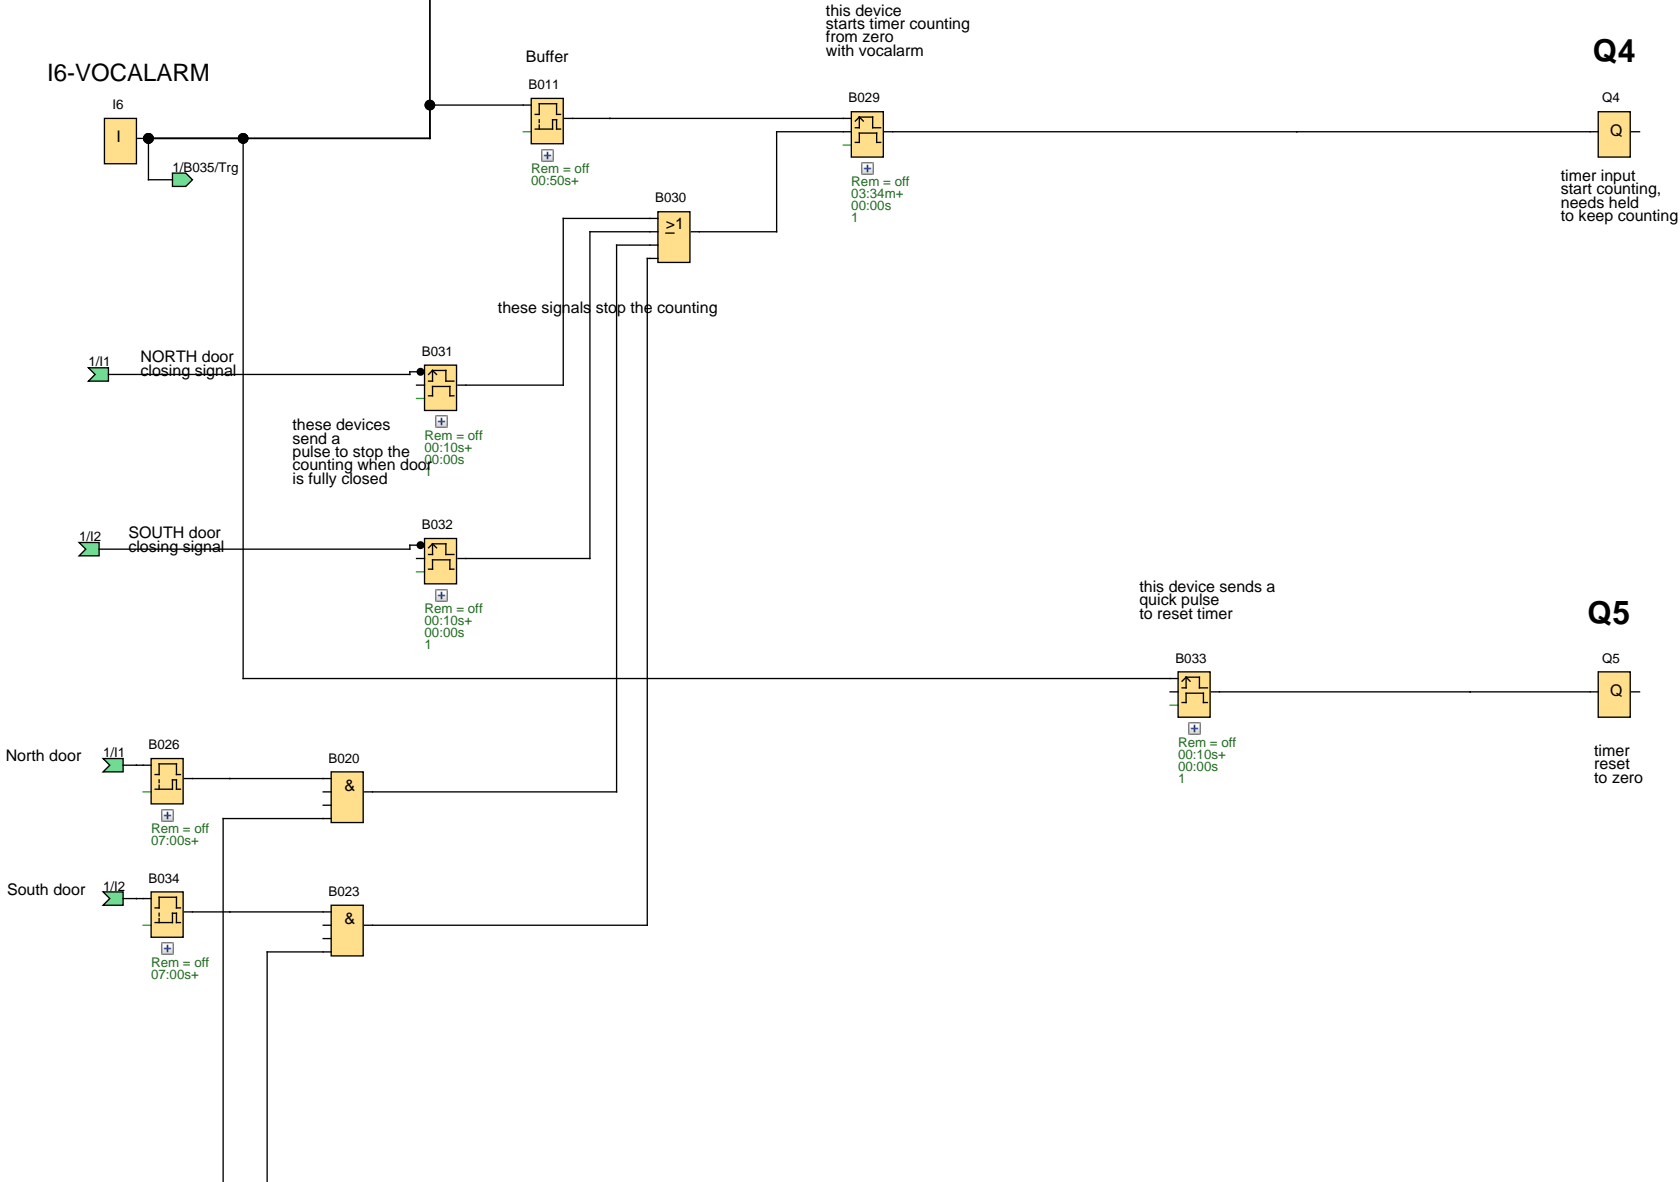 this device
starts timer counting
from zero
with vocalarm
Q4
Buffer
I6-VOCALARM
B011
B029
Q4
I6
I
Q
1/B035/Trg
Rem = off
00:50s+
Rem = off
03:34m+
00:00s
1
timer input
start counting,
needs held
to keep counting
B030
≥1
these signals stop the counting
B031
1/I1
NORTH door
closing signal
these devices
send a
pulse to stop the
counting when door
is fully closed
Rem = off
00:10s+
00:00s
1
B032
1/I2
SOUTH door
closing signal
Rem = off
00:10s+
00:00s
1
this device sends a
quick pulse
to reset timer
Q5
B033
Q5
Q
Rem = off
00:10s+
00:00s
1
timer
reset
to zero
North door
1/I1
B026
B020
&
Rem = off
07:00s+
South door
1/I2
B034
B023
&
Rem = off
07:00s+